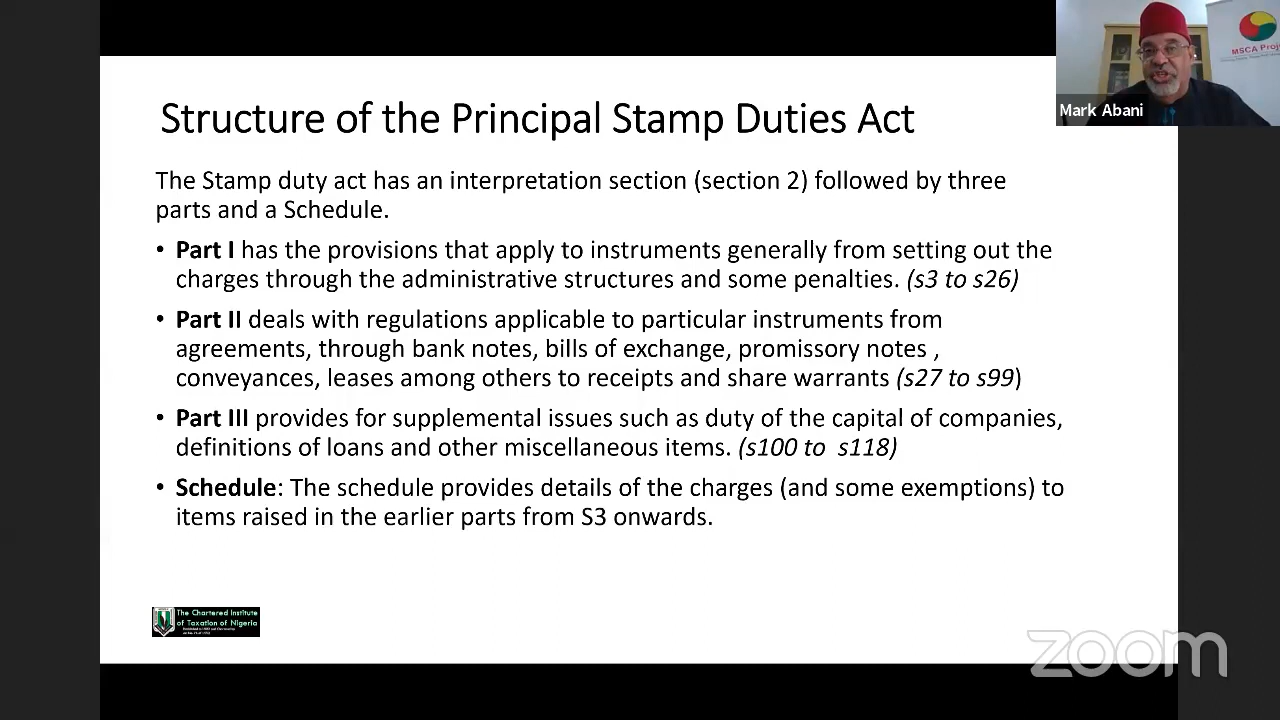 Structure of the Principal Stamp Duties Act
The Stamp duty act has an interpretation section (section 2) followed by three
parts and a Schedule.
• Part I has the provisions that apply to instruments generally from setting out the
charges through the administrative structures and some penalties. (s3 to s26)
• Part II deals with regulations applicable to particular instruments from
agreements, through bank notes, bills of exchange, promissory notes ,
conveyances, leases among others to receipts and share warrants (s27 to s99)
• Part III provides for supplemental issues such as duty of the capital of companies,
definitions of loans and other miscellaneous items. (s100 to s118)
• Schedule: The schedule provides details of the charges (and some exemptions) to
items raised in the earlier parts from S3 onwards.
The Chartered Institute
of Taxation of Nigeria
MSCA
Mark Abani
zoom